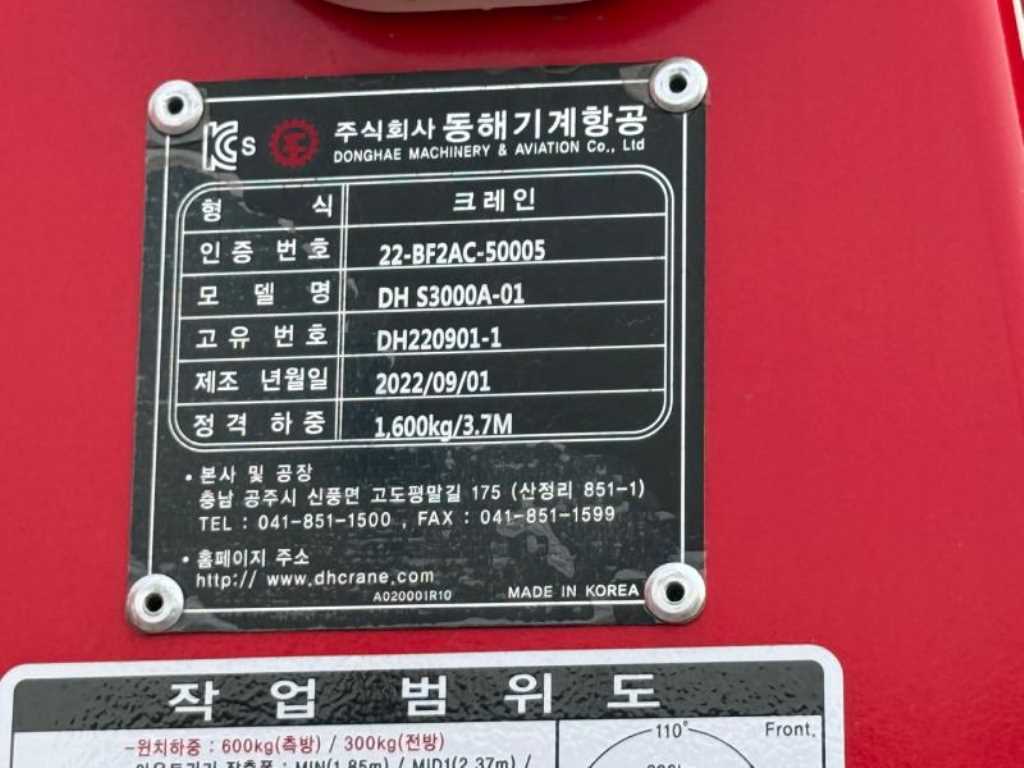 KCs 주식회사 동해기계항공
DONGHAE MACHINERY & AVIATION Co., Ltd
형 식 크레인
인증 번호 22-BF2AC-50005
모 델 명 DH S3000A-01
고유 번호 DH220901-1
제조 년월일 2022/09/01
정격 하중 1,600kg/3.7M
• 본사 및 공장
충남 공주시 신풍면 고도평말길 175 (산정리 851-1)
TEL : 041-851-1500 , FAX : 041-851-1599
• 홈페이지 주소
http:// www.dhcrane.com
A020001R10 MADE IN KOREA
작 업 범 위 도
-윈치하중 : 600kg(측방) / 300kg(전방)
110° Front.
MIN(1.85m) / MID1(2.37m) /